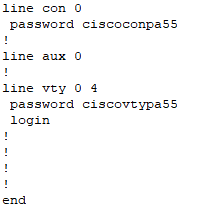 line con 0
 password ciscoconpa55
!
line aux 0
!
line vty 0 4
 password ciscovtypa55
 login
!
!
!
!
end